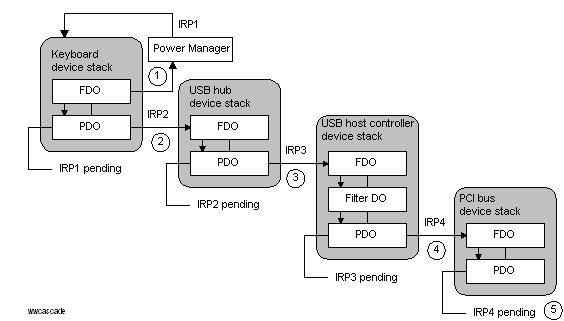 IRP1
Keyboard
device stack
Power Manager
1
FDO
PDO
IRP2
2
IRP1 pending
USB hub
device stack
FDO
PDO
IRP3
3
IRP2 pending
USB host controller
device stack
FDO
Filter DO
PDO
IRP4
4
IRP3 pending
PCI bus
device stack
FDO
PDO
IRP4 pending
5
wwcascade